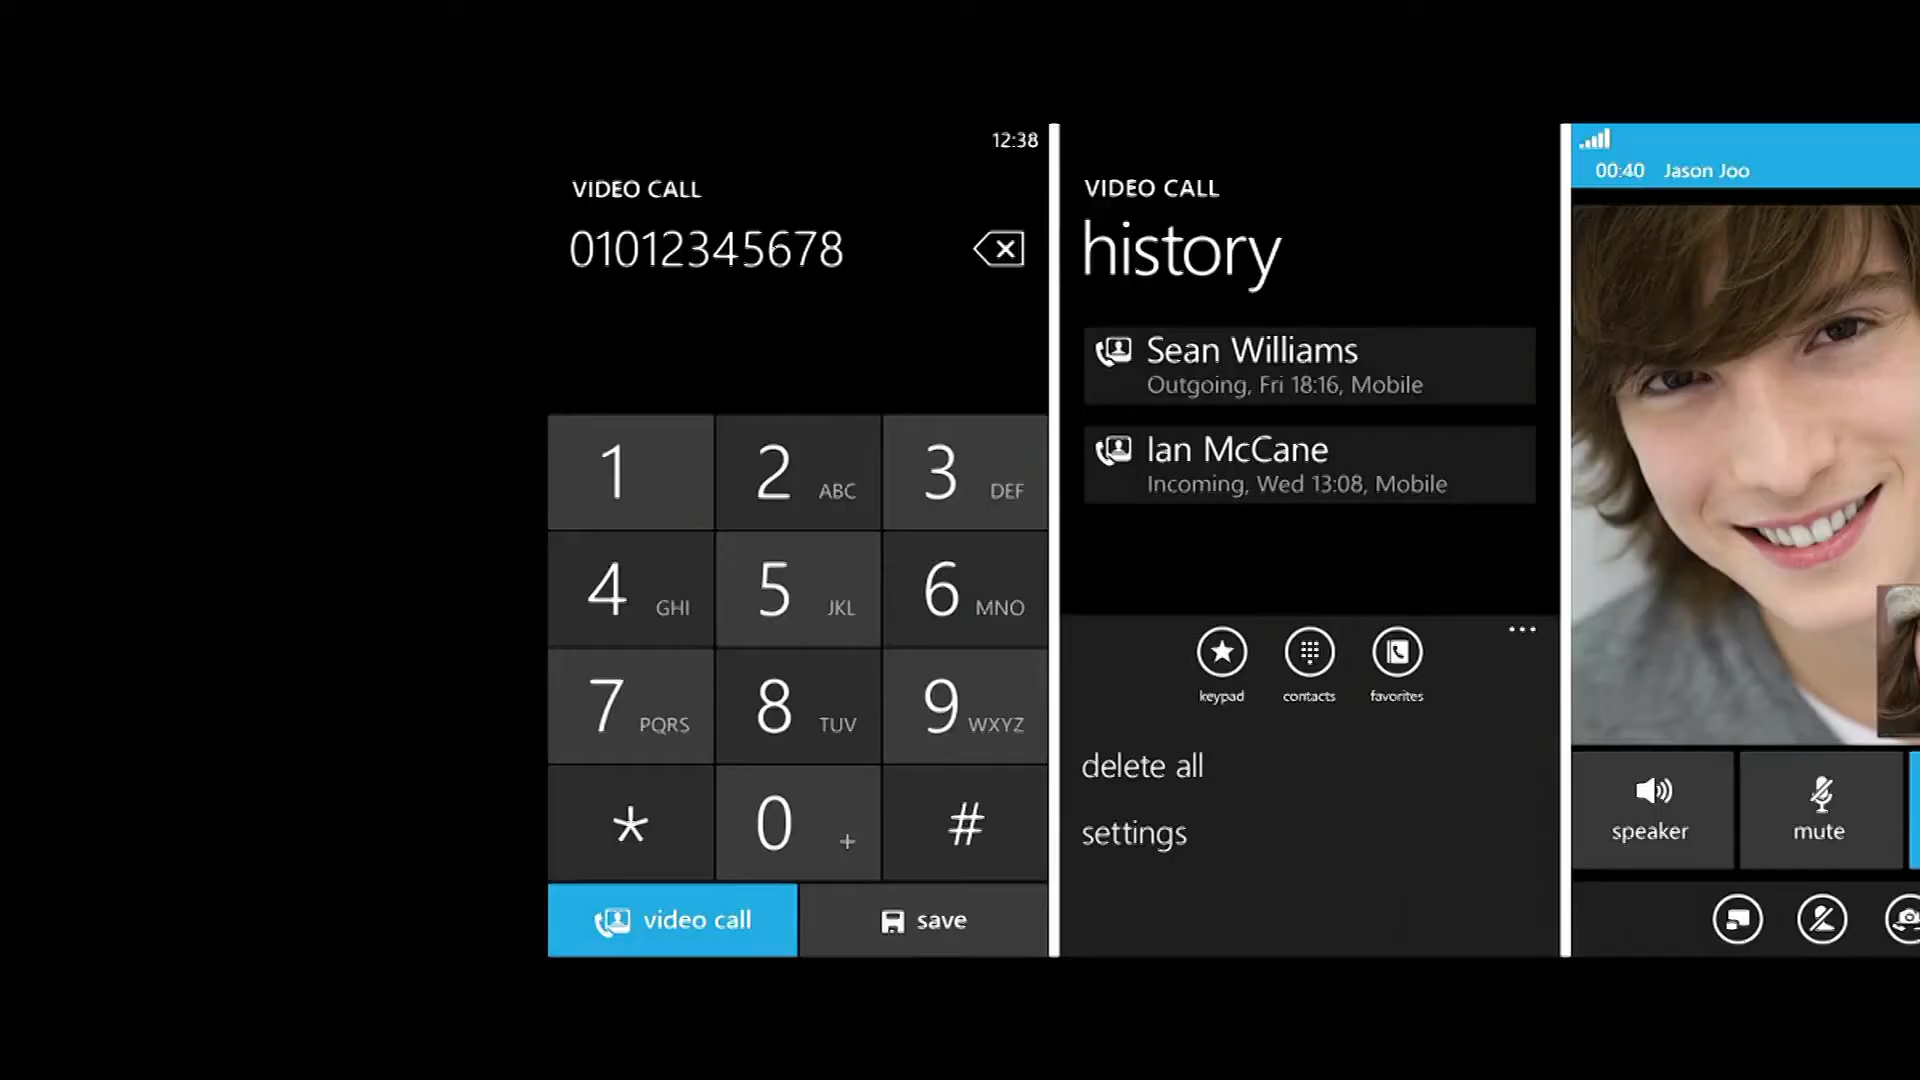 12:38
VIDEO CALL
01012345678
1
2 ABC
3 DEF
4 GHI
5 JKL
6 MNO
7 PQRS
8 TUV
9 WXYZ
*
0 +
#
video call
save
VIDEO CALL
history
Sean Williams
Outgoing, Fri 18:16, Mobile
Ian McCane
Incoming, Wed 13:08, Mobile
...
keypad
contacts
favorites
delete all
settings
00:40 Jason Joo
speaker
mute